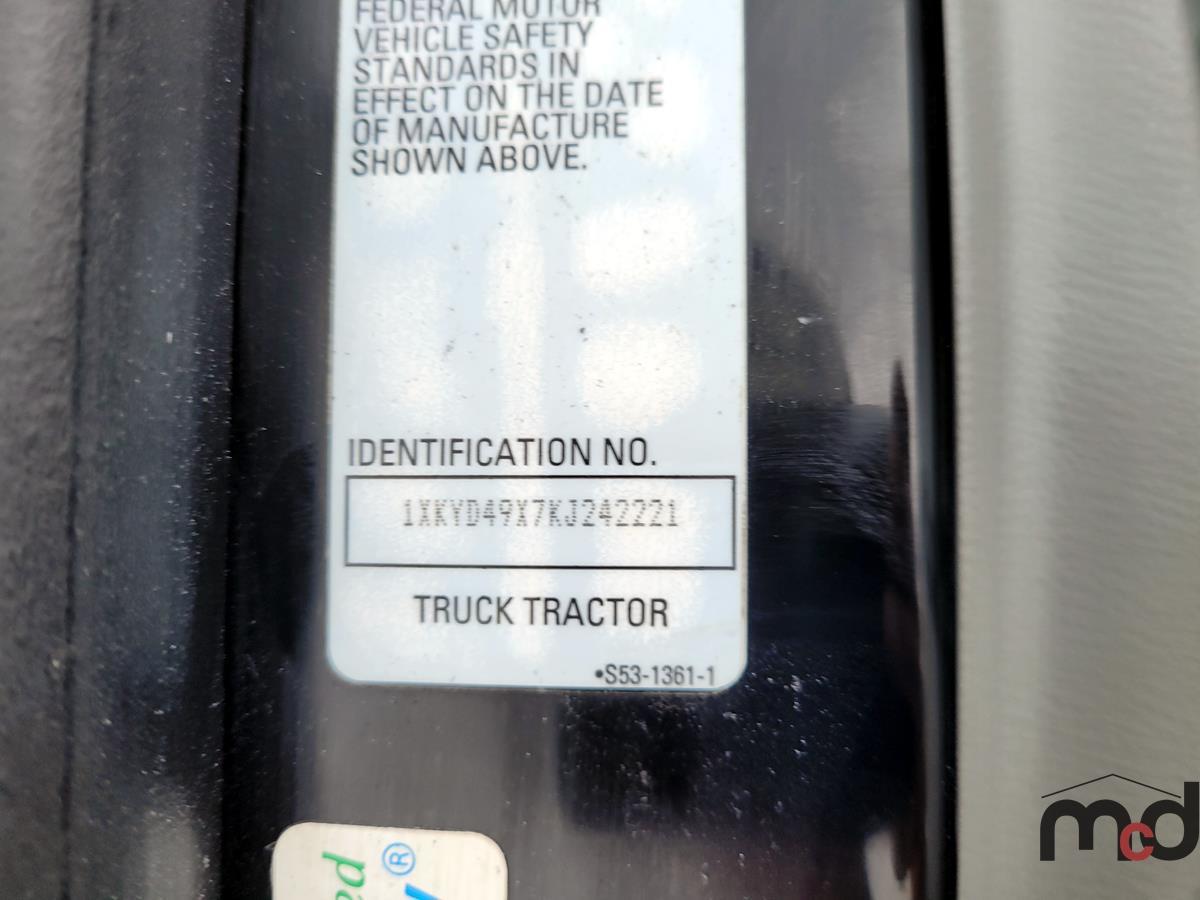 FEDERAL MOTOR
VEHICLE SAFETY
STANDARDS IN
EFFECT ON THE DATE
OF MANUFACTURE
SHOWN ABOVE.
IDENTIFICATION NO.
1XKYD49X7KJ242221
TRUCK TRACTOR
•S53-1361-1
®
mcd